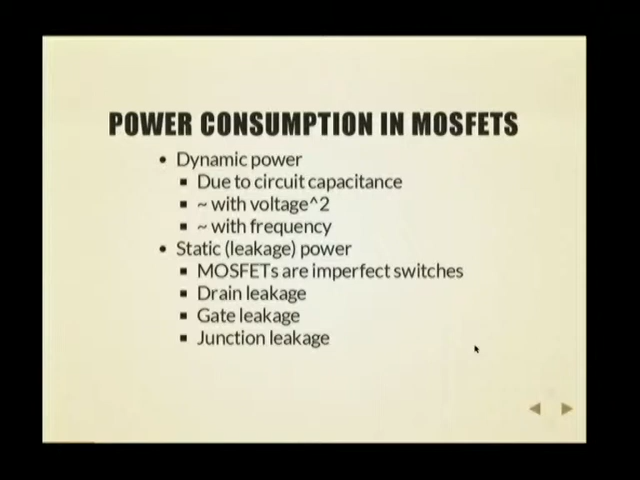 POWER CONSUMPTION IN MOSFETS
• Dynamic power
▪ Due to circuit capacitance
▪ ~ with voltage^2
▪ ~ with frequency
• Static (leakage) power
▪ MOSFETs are imperfect switches
▪ Drain leakage
▪ Gate leakage
▪ Junction leakage